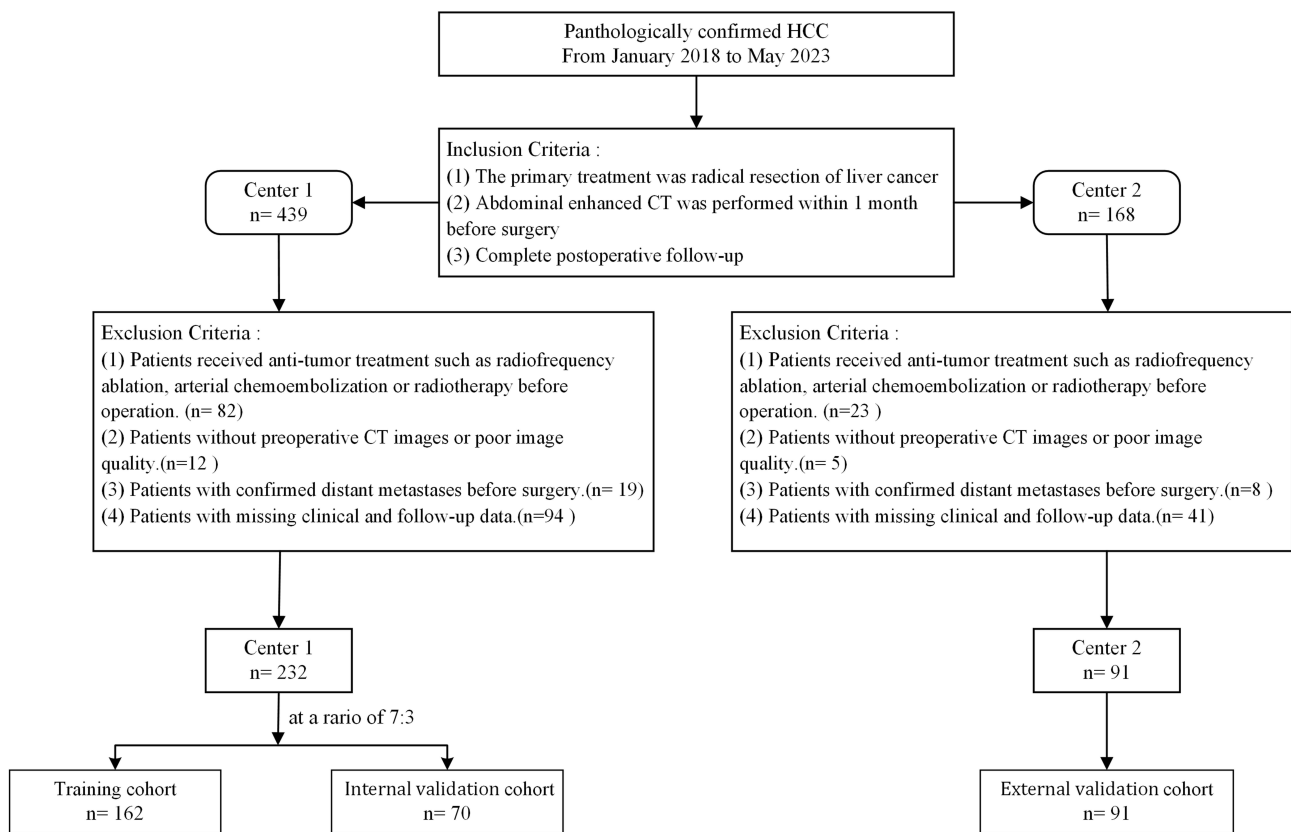 Panthologically confirmed HCC
From January 2018 to May 2023
Inclusion Criteria :
(1) The primary treatment was radical resection of liver cancer
(2) Abdominal enhanced CT was performed within 1 month
before surgery
(3) Complete postoperative follow-up
Center 1
n= 439
Center 2
n= 168
Exclusion Criteria :
(1) Patients received anti-tumor treatment such as radiofrequency
ablation, arterial chemoembolization or radiotherapy before
operation. (n= 82)
(2) Patients without preoperative CT images or poor image
quality.(n=12 )
(3) Patients with confirmed distant metastases before surgery.(n= 19)
(4) Patients with missing clinical and follow-up data.(n=94 )
Exclusion Criteria :
(1) Patients received anti-tumor treatment such as radiofrequency
ablation, arterial chemoembolization or radiotherapy before
operation. (n=23 )
(2) Patients without preoperative CT images or poor image
quality.(n= 5)
(3) Patients with confirmed distant metastases before surgery.(n=8 )
(4) Patients with missing clinical and follow-up data.(n= 41)
Center 1
n= 232
Center 2
n= 91
at a rario of 7:3
Training cohort
n= 162
Internal validation cohort
n= 70
External validation cohort
n= 91